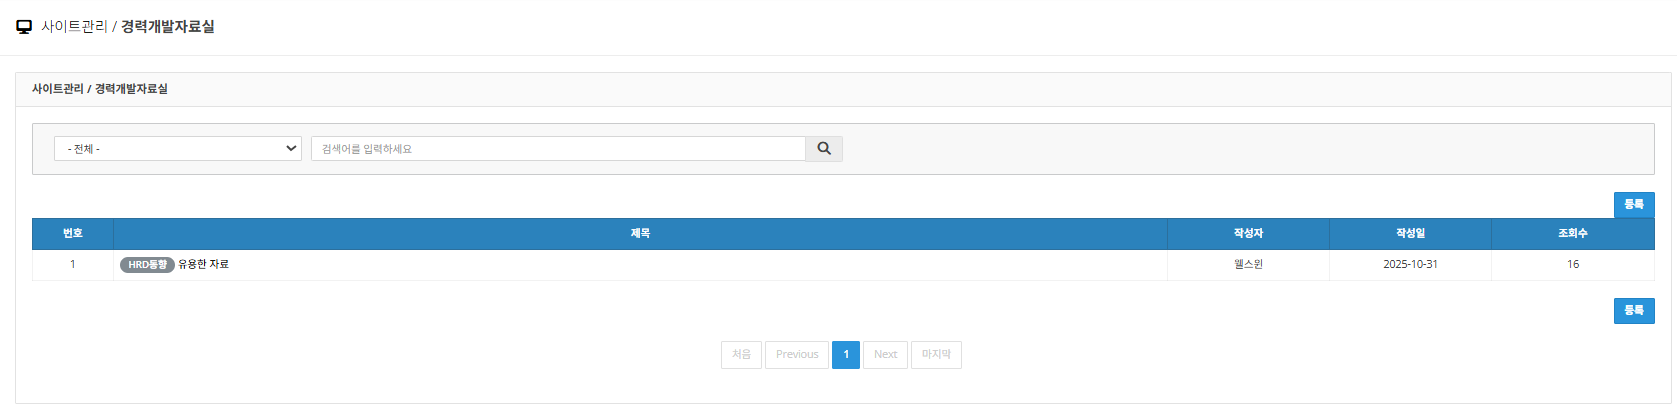 사이트관리 / 경력개발자료실
사이트관리 / 경력개발자료실
- 전체 -
검색어를 입력하세요
등록
번호 제목 작성자 작성일 조회수
1 HRD동향 유용한 자료 웰스윈 2025-10-31 16
등록
처음 Previous 1 Next 마지막